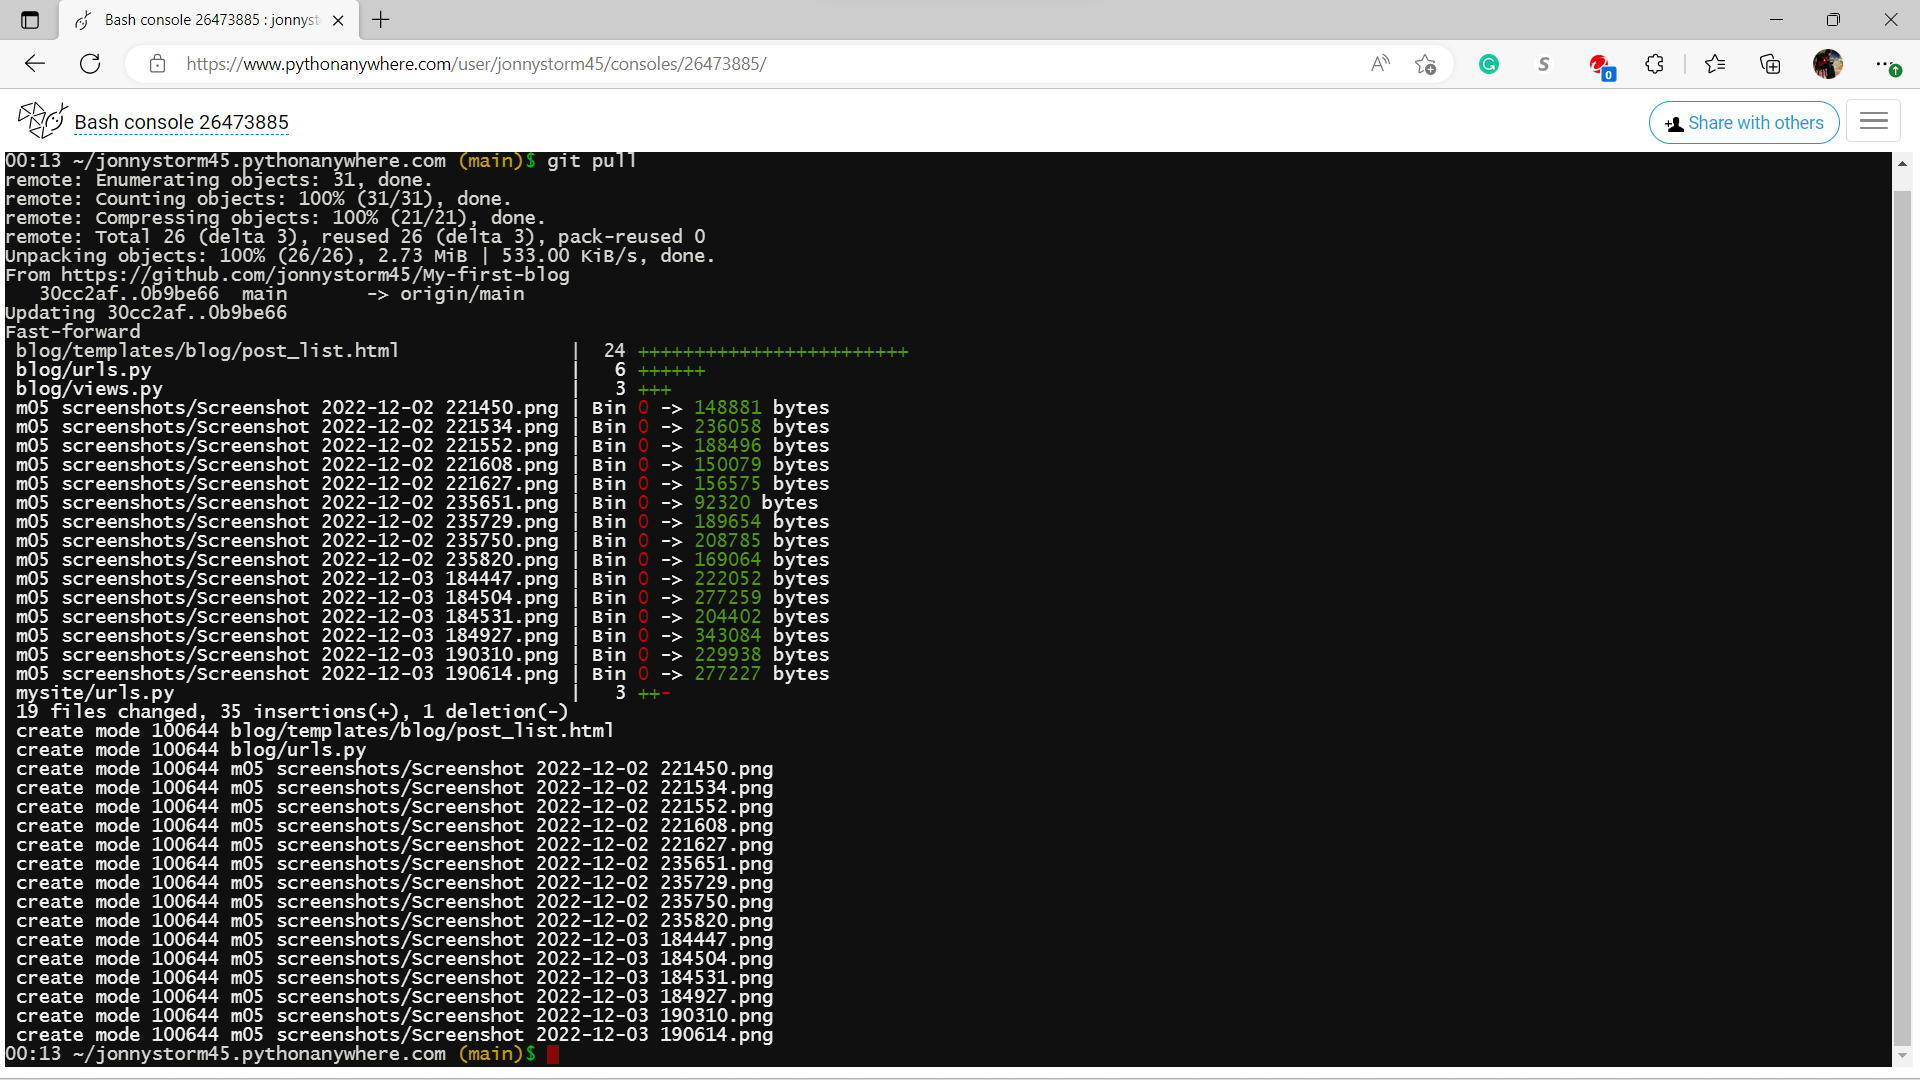 Bash console 26473885 : jonnyst
https://www.pythonanywhere.com/user/jonnystorm45/consoles/26473885/
0
Bash console 26473885
Share with others
00:13 ~/jonnystorm45.pythonanywhere.com (main)$ git pull
remote: Enumerating objects: 31, done.
remote: Counting objects: 100% (31/31), done.
remote: Compressing objects: 100% (21/21), done.
remote: Total 26 (delta 3), reused 26 (delta 3), pack-reused 0
Unpacking objects: 100% (26/26), 2.73 MiB | 533.00 KiB/s, done.
From https://github.com/jonnystorm45/My-first-blog
   30cc2af..0b9be66  main       -> origin/main
Updating 30cc2af..0b9be66
Fast-forward
 blog/templates/blog/post_list.html                |  24 ++++++++++++++++++++++++
 blog/urls.py                                      |   6 ++++++
 blog/views.py                                     |   3 +++
 m05 screenshots/Screenshot 2022-12-02 221450.png | Bin 0 -> 148881 bytes
 m05 screenshots/Screenshot 2022-12-02 221534.png | Bin 0 -> 236058 bytes
 m05 screenshots/Screenshot 2022-12-02 221552.png | Bin 0 -> 188496 bytes
 m05 screenshots/Screenshot 2022-12-02 221608.png | Bin 0 -> 150079 bytes
 m05 screenshots/Screenshot 2022-12-02 221627.png | Bin 0 -> 156575 bytes
 m05 screenshots/Screenshot 2022-12-02 235651.png | Bin 0 -> 92320 bytes
 m05 screenshots/Screenshot 2022-12-02 235729.png | Bin 0 -> 189654 bytes
 m05 screenshots/Screenshot 2022-12-02 235750.png | Bin 0 -> 208785 bytes
 m05 screenshots/Screenshot 2022-12-02 235820.png | Bin 0 -> 169064 bytes
 m05 screenshots/Screenshot 2022-12-03 184447.png | Bin 0 -> 222052 bytes
 m05 screenshots/Screenshot 2022-12-03 184504.png | Bin 0 -> 277259 bytes
 m05 screenshots/Screenshot 2022-12-03 184531.png | Bin 0 -> 204402 bytes
 m05 screenshots/Screenshot 2022-12-03 184927.png | Bin 0 -> 343084 bytes
 m05 screenshots/Screenshot 2022-12-03 190310.png | Bin 0 -> 229938 bytes
 m05 screenshots/Screenshot 2022-12-03 190614.png | Bin 0 -> 277227 bytes
 mysite/urls.py                                    |   3 ++-
 19 files changed, 35 insertions(+), 1 deletion(-)
 create mode 100644 blog/templates/blog/post_list.html
 create mode 100644 blog/urls.py
 create mode 100644 m05 screenshots/Screenshot 2022-12-02 221450.png
 create mode 100644 m05 screenshots/Screenshot 2022-12-02 221534.png
 create mode 100644 m05 screenshots/Screenshot 2022-12-02 221552.png
 create mode 100644 m05 screenshots/Screenshot 2022-12-02 221608.png
 create mode 100644 m05 screenshots/Screenshot 2022-12-02 221627.png
 create mode 100644 m05 screenshots/Screenshot 2022-12-02 235651.png
 create mode 100644 m05 screenshots/Screenshot 2022-12-02 235729.png
 create mode 100644 m05 screenshots/Screenshot 2022-12-02 235750.png
 create mode 100644 m05 screenshots/Screenshot 2022-12-02 235820.png
 create mode 100644 m05 screenshots/Screenshot 2022-12-03 184447.png
 create mode 100644 m05 screenshots/Screenshot 2022-12-03 184504.png
 create mode 100644 m05 screenshots/Screenshot 2022-12-03 184531.png
 create mode 100644 m05 screenshots/Screenshot 2022-12-03 184927.png
 create mode 100644 m05 screenshots/Screenshot 2022-12-03 190310.png
 create mode 100644 m05 screenshots/Screenshot 2022-12-03 190614.png
00:13 ~/jonnystorm45.pythonanywhere.com (main)$